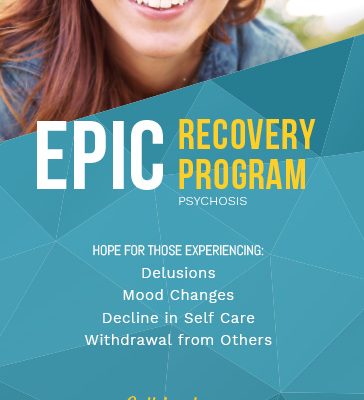 EPIC
RECOVERY
PROGRAM
PSYCHOSIS
HOPE FOR THOSE EXPERIENCING:
Delusions
Mood Changes
Decline in Self Care
Withdrawal from Others